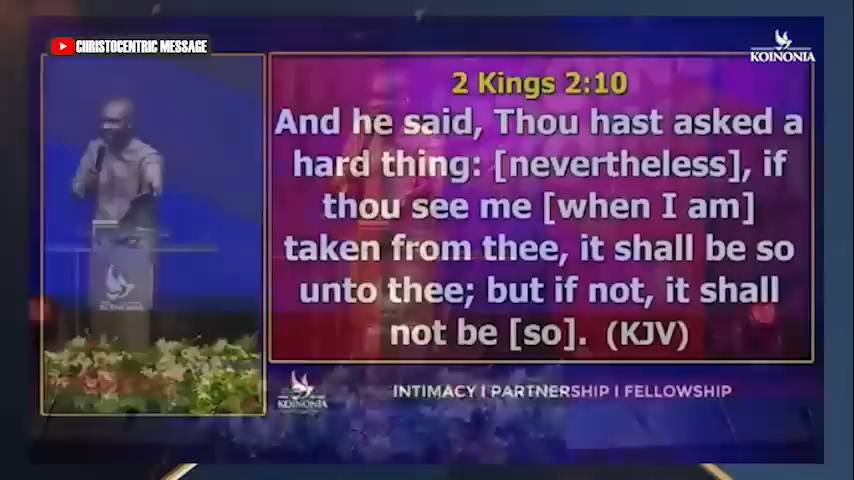 CHRISTOCENTRIC MESSAGE
KOINONIA
2 Kings 2:10
And he said, Thou hast asked a
hard thing: [nevertheless], if
thou see me [when I am]
taken from thee, it shall be so
unto thee; but if not, it shall
not be [so]. (KJV)
KOINONIA
KOINONIA
INTIMACY | PARTNERSHIP | FELLOWSHIP